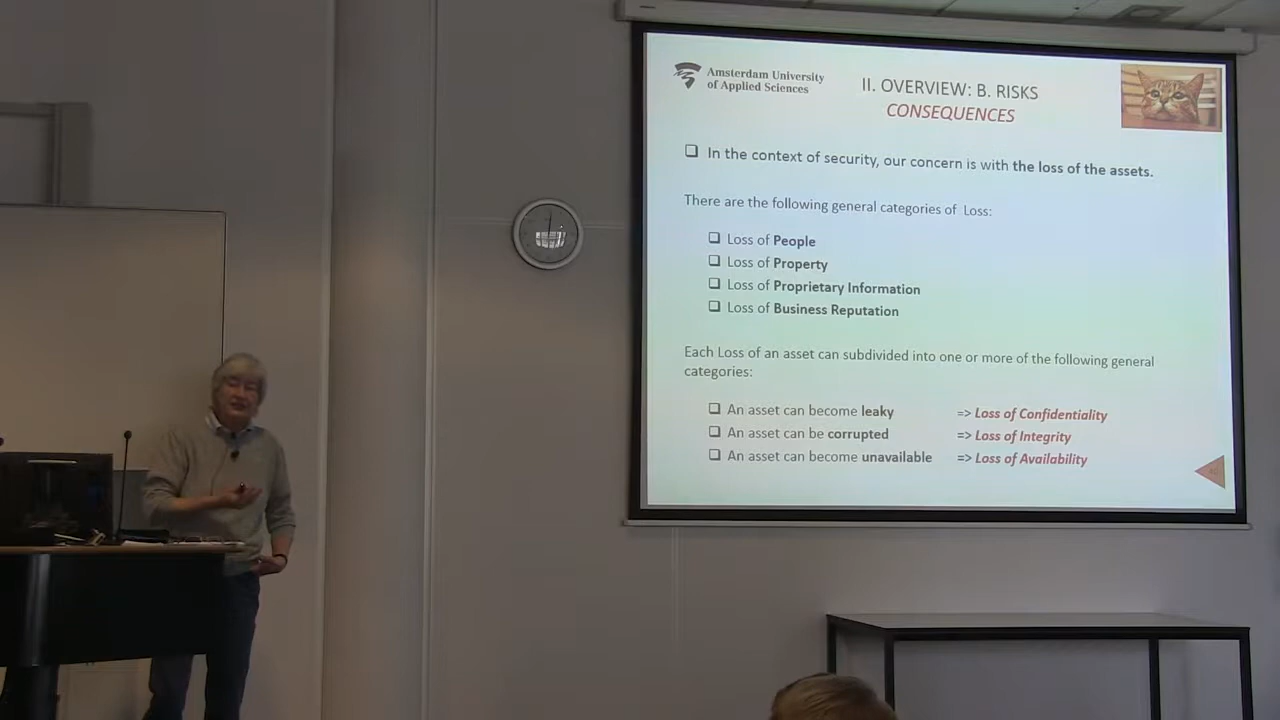 Amsterdam University
of Applied Sciences
II. OVERVIEW: B. RISKS
CONSEQUENCES
In the context of security, our concern is with the loss of the assets.
There are the following general categories of Loss:
Loss of People
Loss of Property
Loss of Proprietary Information
Loss of Business Reputation
Each Loss of an asset can subdivided into one or more of the following general
categories:
An asset can become leaky => Loss of Confidentiality
An asset can be corrupted => Loss of Integrity
An asset can become unavailable => Loss of Availability